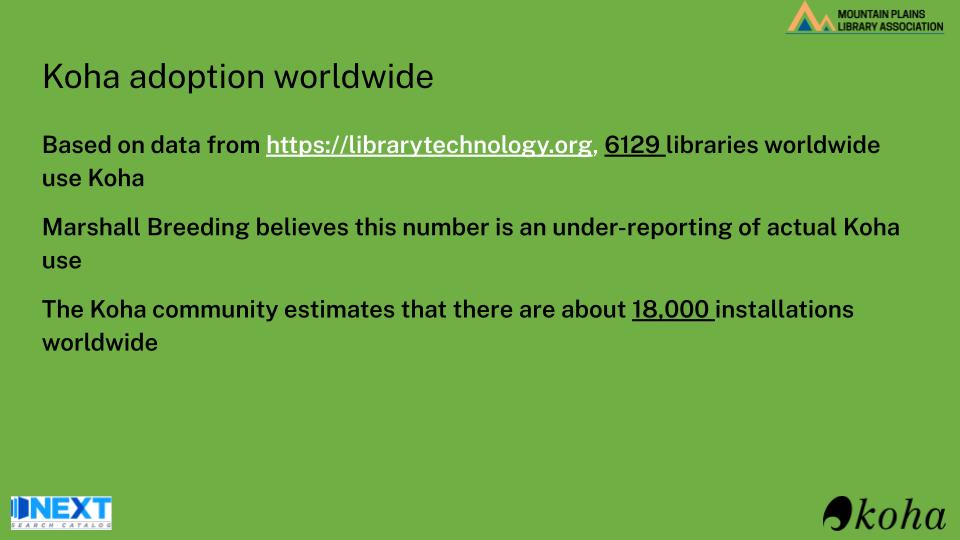 MOUNTAIN PLAINS
LIBRARY ASSOCIATION
Koha adoption worldwide
Based on data from https://librarytechnology.org, 6129 libraries worldwide
use Koha
Marshall Breeding believes this number is an under-reporting of actual Koha
use
The Koha community estimates that there are about 18,000 installations
worldwide
NEXT
SEARCH CATALOG
koha